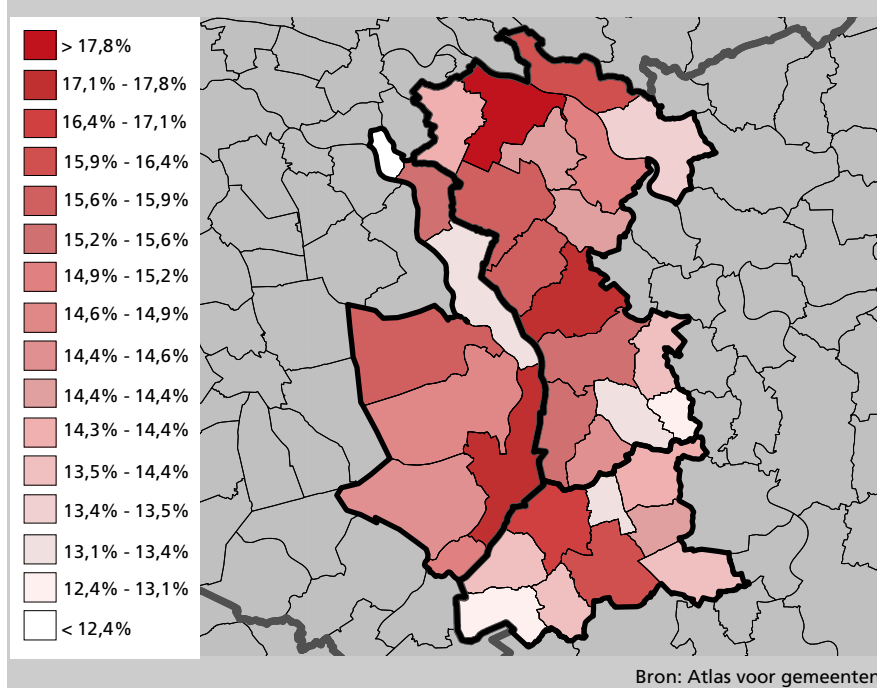 > 17,8%
17,1% - 17,8%
16,4% - 17,1%
15,9% - 16,4%
15,6% - 15,9%
15,2% - 15,6%
14,9% - 15,2%
14,6% - 14,9%
14,4% - 14,6%
14,4% - 14,4%
14,3% - 14,4%
13,5% - 14,4%
13,4% - 13,5%
13,1% - 13,4%
12,4% - 13,1%
< 12,4%
Bron: Atlas voor gemeenten